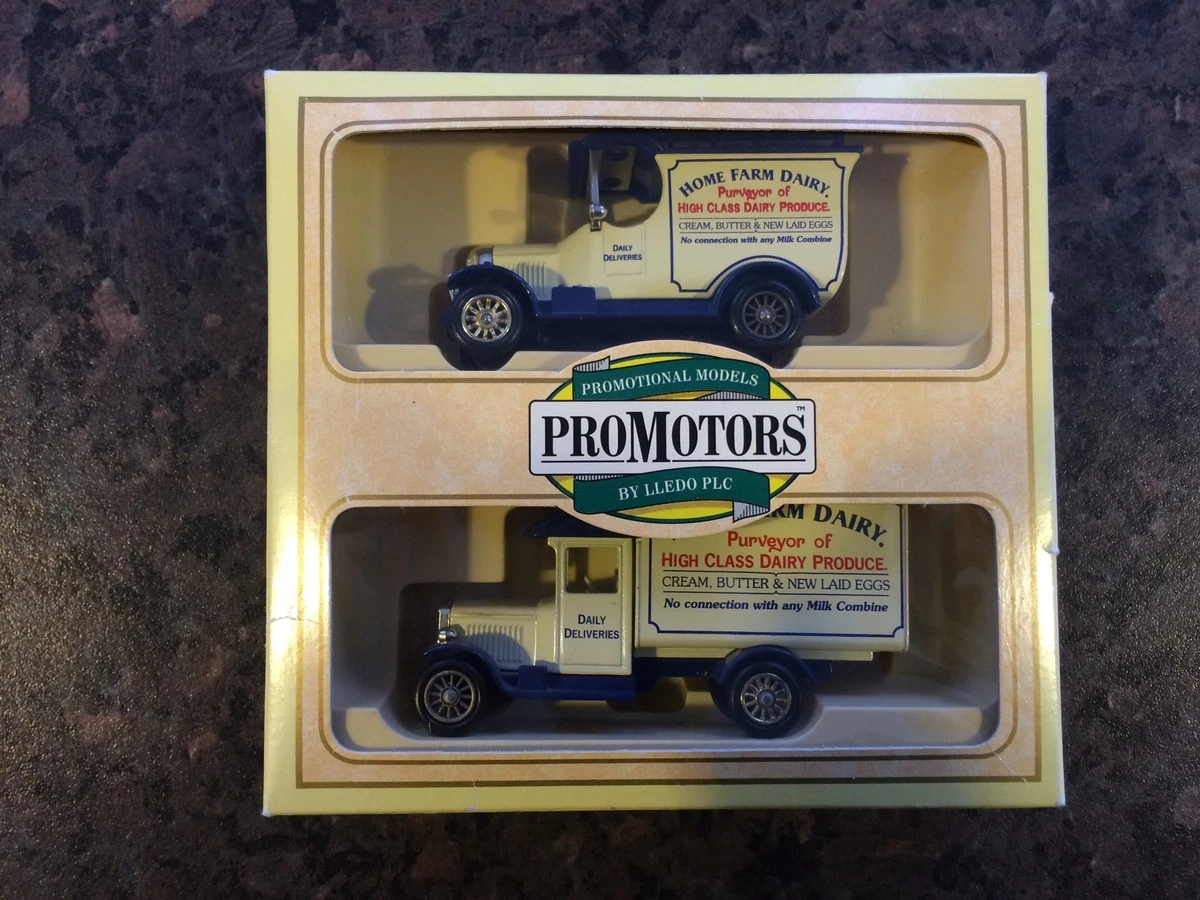 HOME FARM DAIRY.
Purveyor of
HIGH CLASS DAIRY PRODUCE.
CREAM, BUTTER & NEW LAID EGGS
No connection with any Milk Combine
DAILY
DELIVERIES
PROMOTIONAL MODELS
PROMOTORS™
BY LLEDO PLC
RM DAIRY.
Purveyor of
HIGH CLASS DAIRY PRODUCE.
CREAM, BUTTER & NEW LAID EGGS
No connection with any Milk Combine
DAILY
DELIVERIES